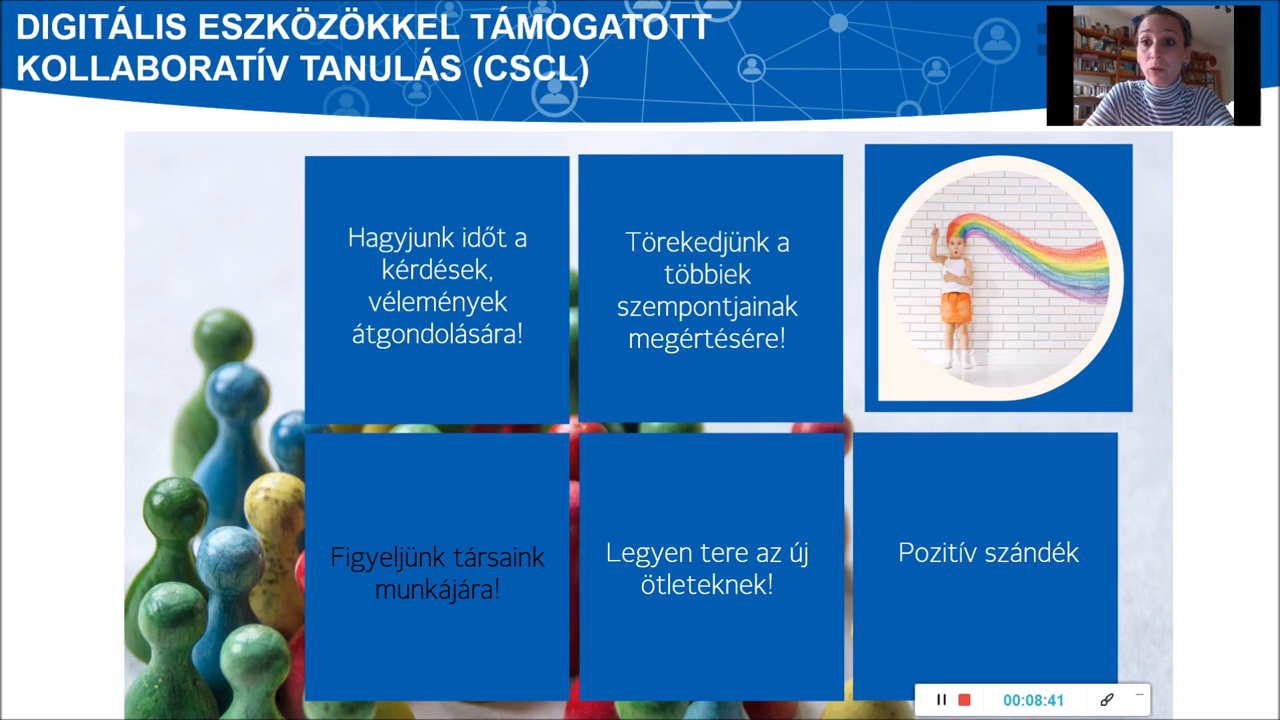 DIGITÁLIS ESZKÖZÖKKEL TÁMOGATOTT
KOLLABORATÍV TANULÁS (CSCL)
Hagyjunk időt a
kérdések,
vélemények
átgondolására!
Törekedjünk a
többiek
szempontjainak
megértésére!
Figyeljünk társaink
munkájára!
Legyen tere az új
ötleteknek!
Pozitív szándék
00:08:41